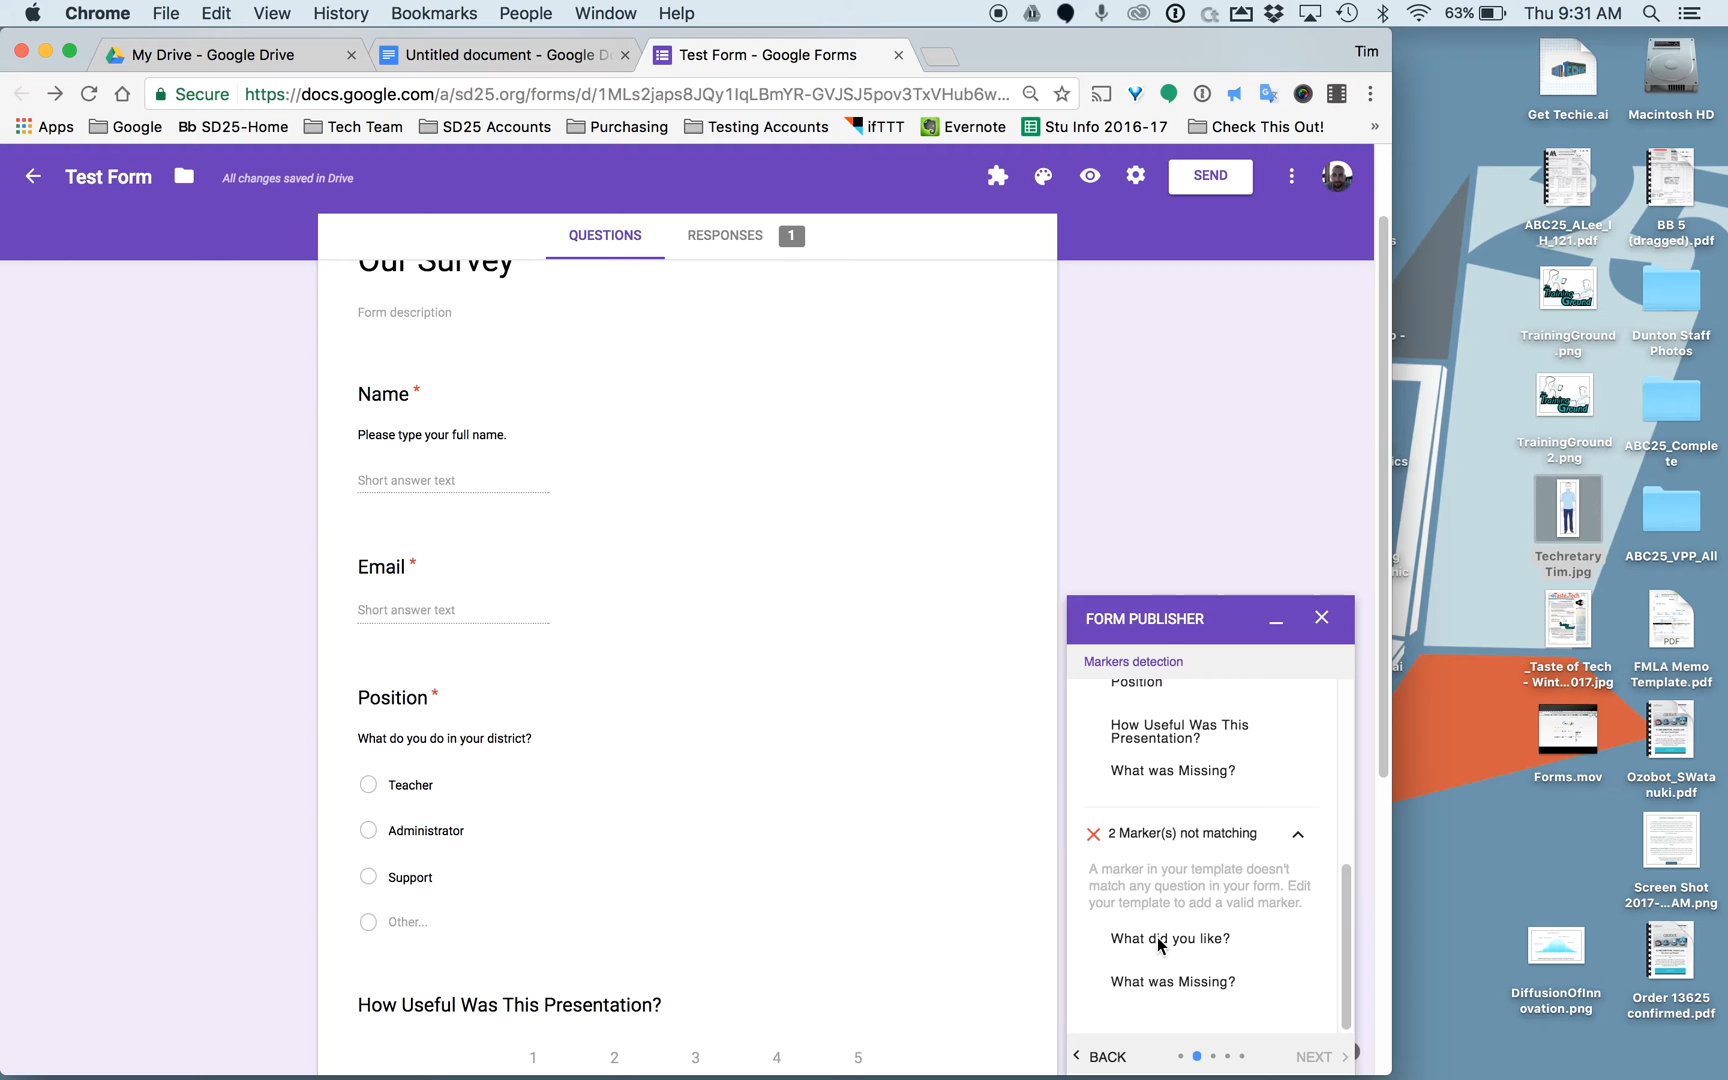 Chrome File Edit View History Bookmarks People Window Help 63% Thu 9:31 AM
My Drive - Google Drive Untitled document - Google D Test Form - Google Forms Tim
Secure https://docs.google.com/a/sd25.org/forms/d/1MLs2japs8JQy1IqLBmYR-GVJSJ5pov3TxVHub6w...
Apps Google Bb SD25-Home Tech Team SD25 Accounts Purchasing Testing Accounts ifTTT Evernote Stu Info 2016-17 Check This Out! »
Test Form All changes saved in Drive SEND
QUESTIONS RESPONSES 1
Our Survey
Form description
Name *
Please type your full name.
Short answer text
Email *
Short answer text
Position *
What do you do in your district?
Teacher
Administrator
Support
Other...
How Useful Was This Presentation?
1 2 3 4 5
FORM PUBLISHER
Markers detection
Position
How Useful Was This
Presentation?
What was Missing?
2 Marker(s) not matching
A marker in your template doesn't
match any question in your form. Edit
your template to add a valid marker.
What did you like?
What was Missing?
BACK NEXT
Get Techie.ai Macintosh HD
ABC25_ALee_I
H_121.pdf
BB 5
(dragged).pdf
TrainingGround
.png
Dunton Staff
Photos
TrainingGround
2.png
ABC25_Comple
te
Techretary
Tim.jpg
ABC25_VPP_All
_Taste of Tech
- Wint...017.jpg
PDF
FMLA Memo
Template.pdf
Forms.mov
Ozobot_SWata
nuki.pdf
Screen Shot
2017-...AM.png
DiffusionOfInn
ovation.png
Order 13625
confirmed.pdf